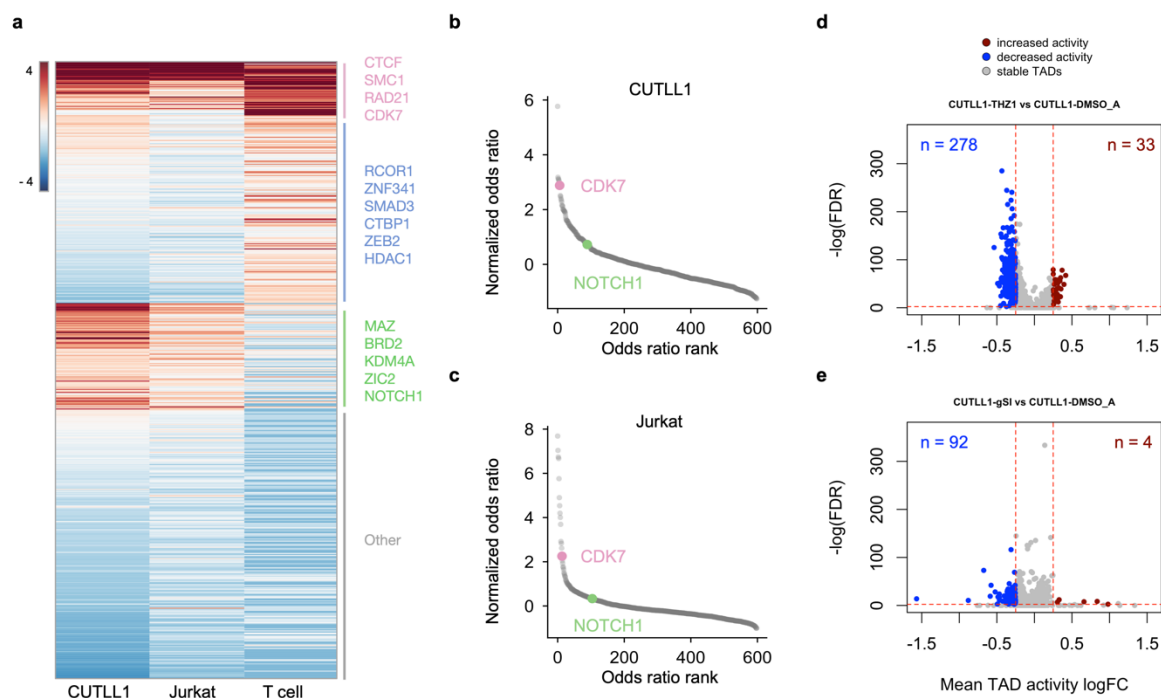 a
4
- 4
CTCF
SMC1
RAD21
CDK7
RCOR1
ZNF341
SMAD3
CTBP1
ZEB2
HDAC1
MAZ
BRD2
KDM4A
ZIC2
NOTCH1
Other
CUTLL1 Jurkat T cell
b
CUTLL1
Normalized odds ratio
6
4
2
0
CDK7
NOTCH1
0 200 400 600
Odds ratio rank
c
Jurkat
Normalized odds ratio
8
6
4
2
0
CDK7
NOTCH1
0 200 400 600
Odds ratio rank
d
increased activity
decreased activity
stable TADs
CUTLL1-THZ1 vs CUTLL1-DMSO_A
n = 278 n = 33
-log(FDR)
300
200
100
0
-1.5 -0.5 0.5 1.5
e
CUTLL1-gSI vs CUTLL1-DMSO_A
n = 92 n = 4
-log(FDR)
300
200
100
0
-1.5 -0.5 0.5 1.5
Mean TAD activity logFC